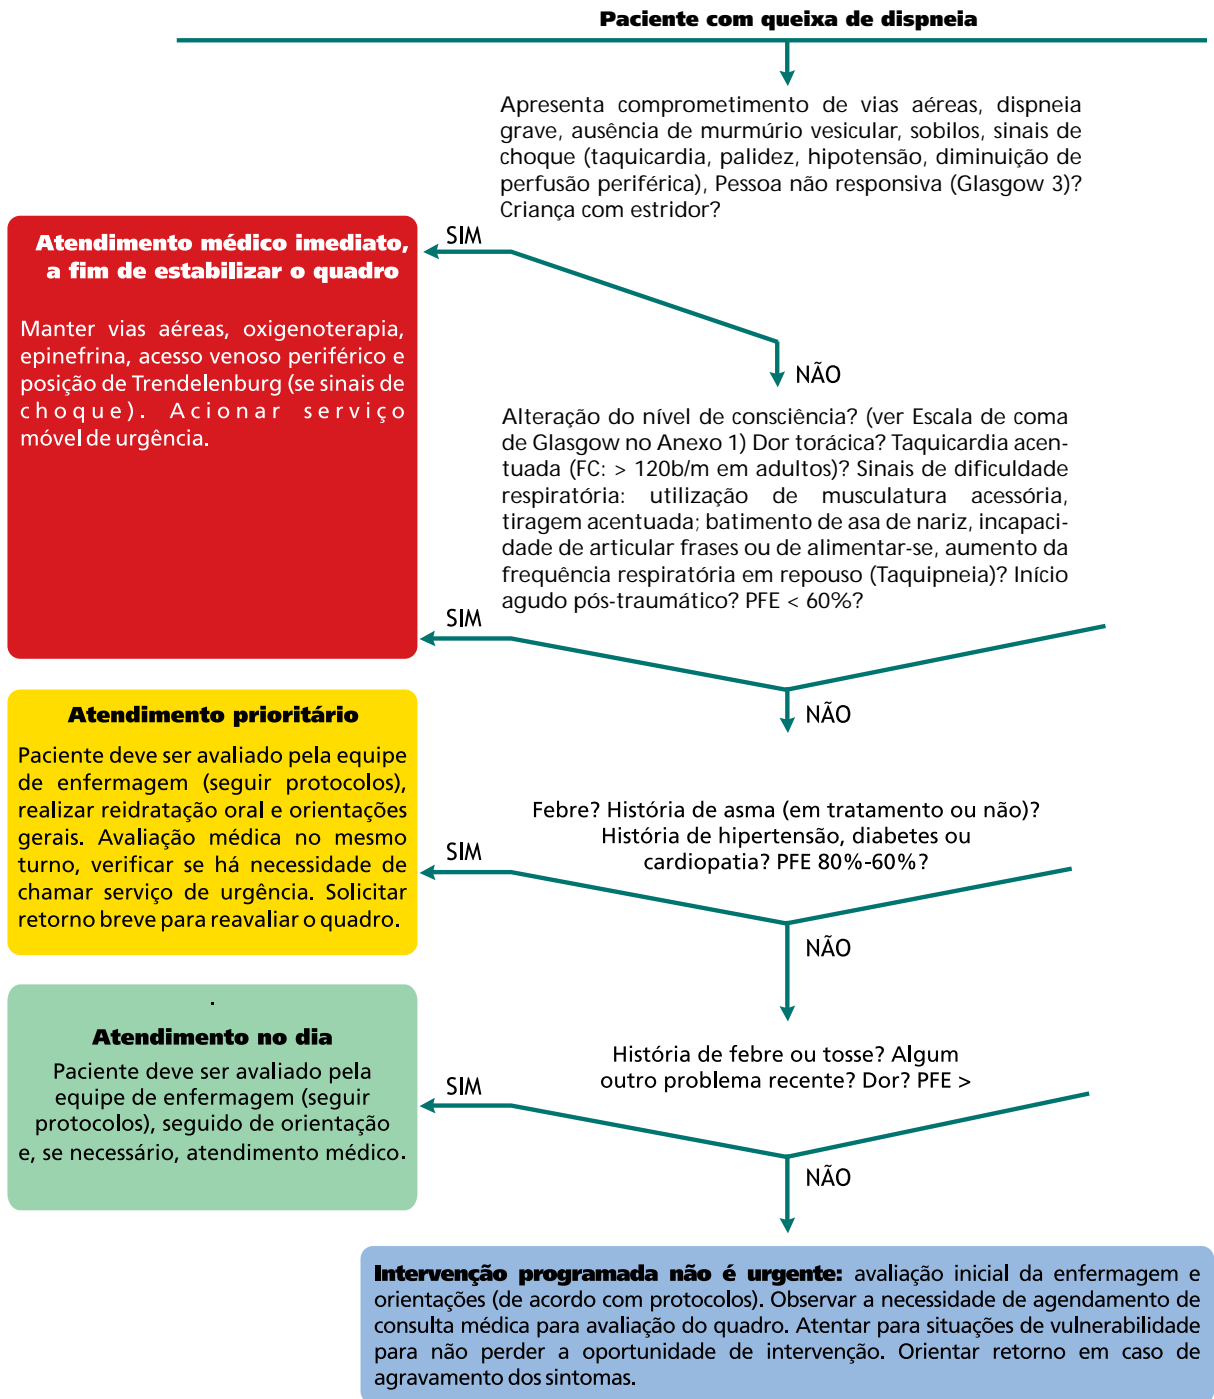 Paciente com queixa de dispneia
Apresenta comprometimento de vias aéreas, dispneia
grave, ausência de murmúrio vesicular, sobilos, sinais de
choque (taquicardia, palidez, hipotensão, diminuição de
perfusão periférica), Pessoa não responsiva (Glasgow 3)?
Criança com estridor?
SIM
Atendimento médico imediato,
a fim de estabilizar o quadro
Manter vias aéreas, oxigenoterapia,
epinefrina, acesso venoso periférico e
posição de Trendelenburg (se sinais de
choque). Acionar serviço
móvel de urgência.
NÃO
Alteração do nível de consciência? (ver Escala de coma
de Glasgow no Anexo 1) Dor torácica? Taquicardia acen-
tuada (FC: > 120b/m em adultos)? Sinais de dificuldade
respiratória: utilização de musculatura acessória,
tiragem acentuada; batimento de asa de nariz, incapaci-
dade de articular frases ou de alimentar-se, aumento da
frequência respiratória em repouso (Taquipneia)? Início
agudo pós-traumático? PFE < 60%?
SIM
NÃO
Atendimento prioritário
Paciente deve ser avaliado pela equipe
de enfermagem (seguir protocolos),
realizar reidratação oral e orientações
gerais. Avaliação médica no mesmo
turno, verificar se há necessidade de
chamar serviço de urgência. Solicitar
retorno breve para reavaliar o quadro.
Febre? História de asma (em tratamento ou não)?
História de hipertensão, diabetes ou
cardiopatia? PFE 80%-60%?
SIM
NÃO
.
Atendimento no dia
Paciente deve ser avaliado pela
equipe de enfermagem (seguir
protocolos), seguido de orientação
e, se necessário, atendimento médico.
História de febre ou tosse? Algum
outro problema recente? Dor? PFE >
SIM
NÃO
Intervenção programada não é urgente: avaliação inicial da enfermagem e
orientações (de acordo com protocolos). Observar a necessidade de agendamento de
consulta médica para avaliação do quadro. Atentar para situações de vulnerabilidade
para não perder a oportunidade de intervenção. Orientar retorno em caso de
agravamento dos sintomas.